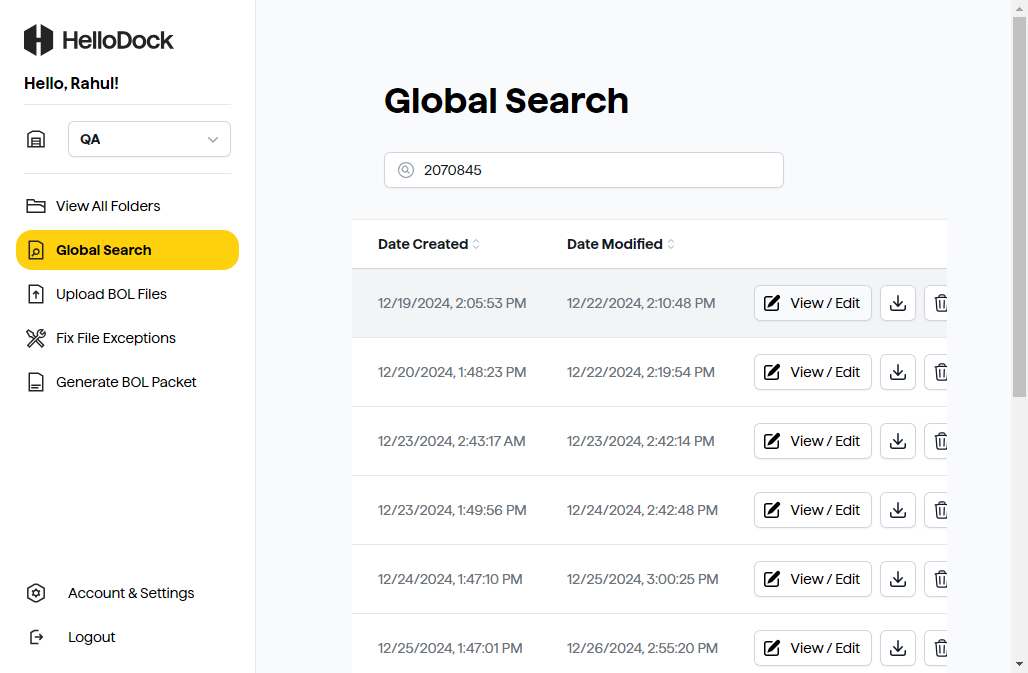 HelloDock
Hello, Rahul!
QA
View All Folders
Global Search
Upload BOL Files
Fix File Exceptions
Generate BOL Packet
Account & Settings
Logout
Global Search
2070845
Date Created Date Modified
12/19/2024, 2:05:53 PM 12/22/2024, 2:10:48 PM View / Edit
12/20/2024, 1:48:23 PM 12/22/2024, 2:19:54 PM View / Edit
12/23/2024, 2:43:17 AM 12/23/2024, 2:42:14 PM View / Edit
12/23/2024, 1:49:56 PM 12/24/2024, 2:42:48 PM View / Edit
12/24/2024, 1:47:10 PM 12/25/2024, 3:00:25 PM View / Edit
12/25/2024, 1:47:01 PM 12/26/2024, 2:55:20 PM View / Edit